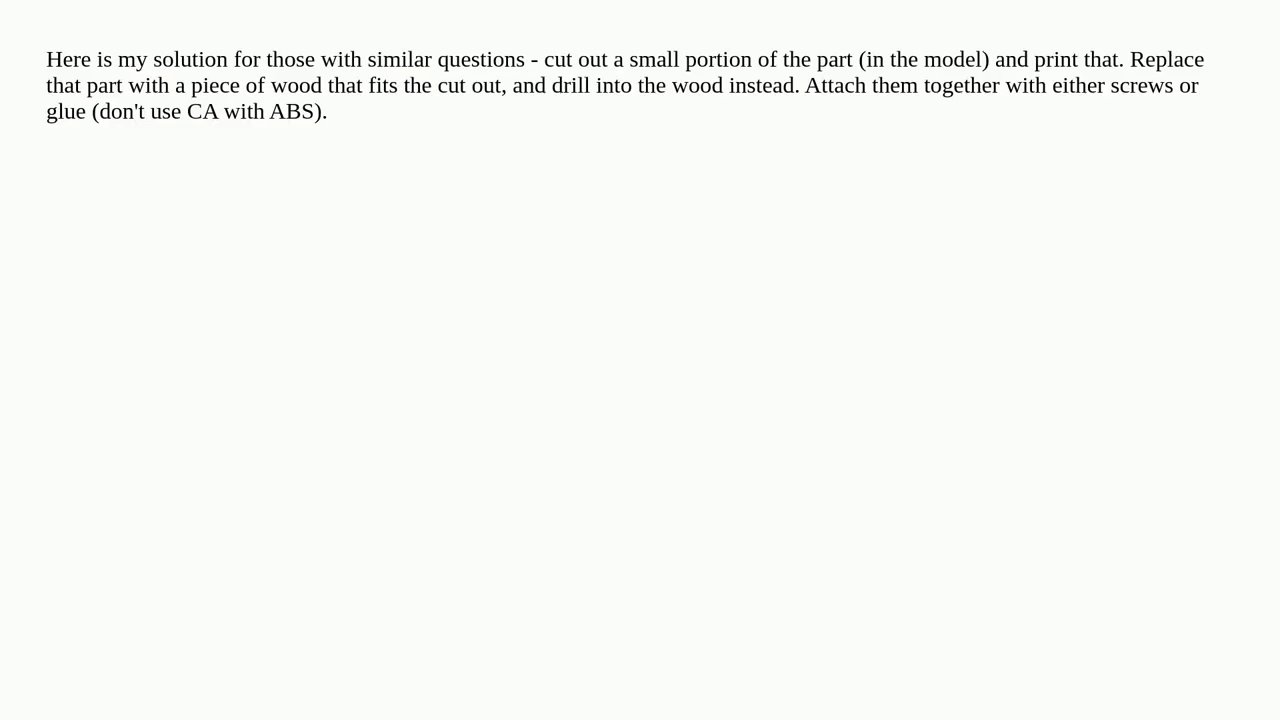 Here is my solution for those with similar questions - cut out a small portion of the part (in the model) and print that. Replace
that part with a piece of wood that fits the cut out, and drill into the wood instead. Attach them together with either screws or
glue (don't use CA with ABS).